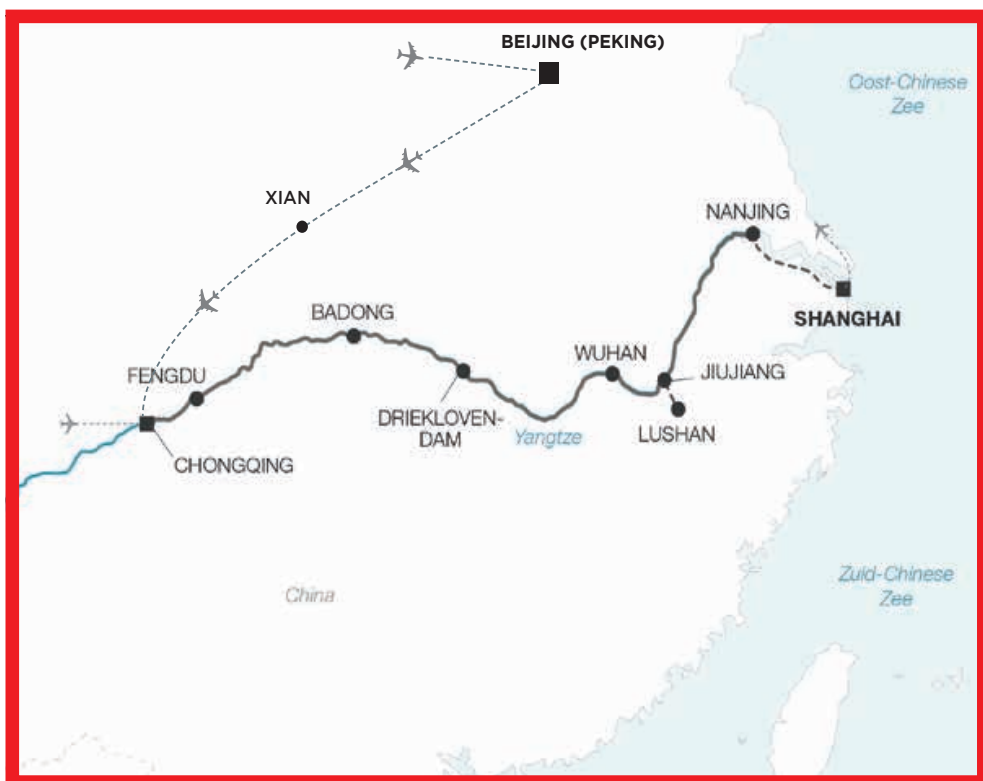 BEIJING (PEKING)
Oost-Chinese
Zee
XIAN
NANJING
SHANGHAI
BADONG
WUHAN
JIUJIANG
FENGDU
DRIEKLOVEN-
DAM
Yangtze
LUSHAN
CHONGQING
China
Zuid-Chinese
Zee